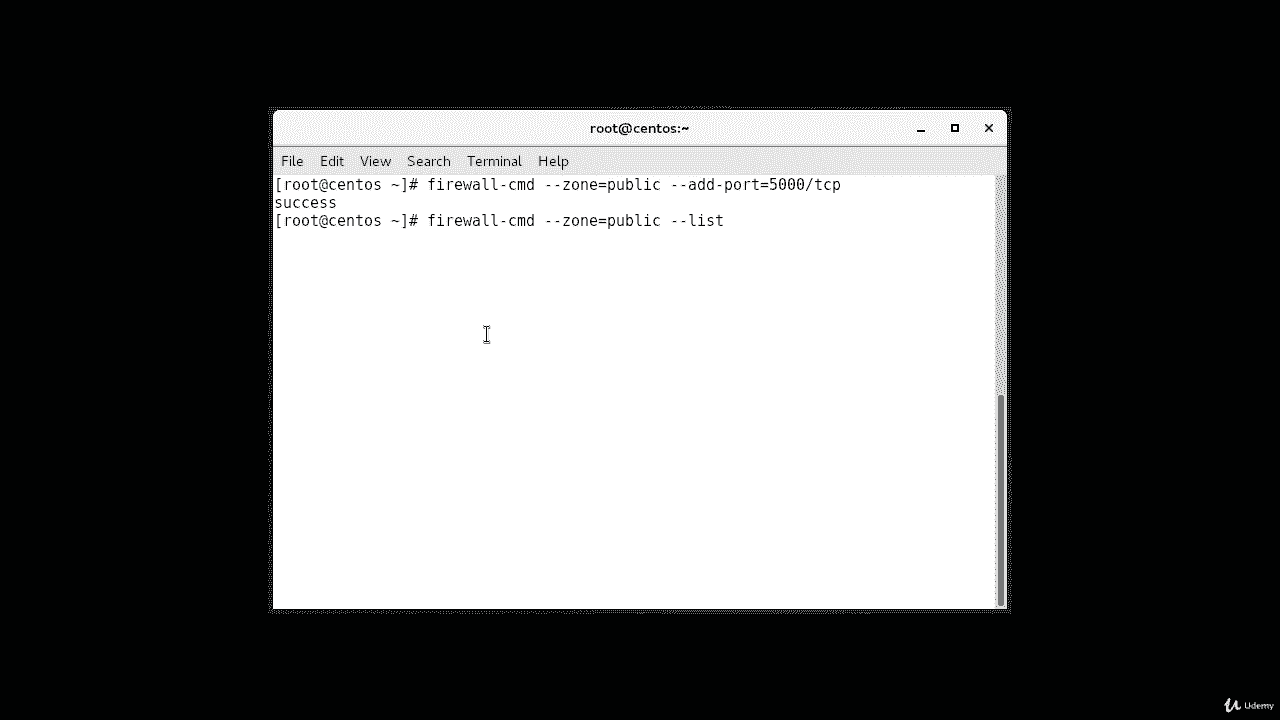 root@centos:~
File Edit View Search Terminal Help
[root@centos ~]# firewall-cmd --zone=public --add-port=5000/tcp
success
[root@centos ~]# firewall-cmd --zone=public --list
Udemy